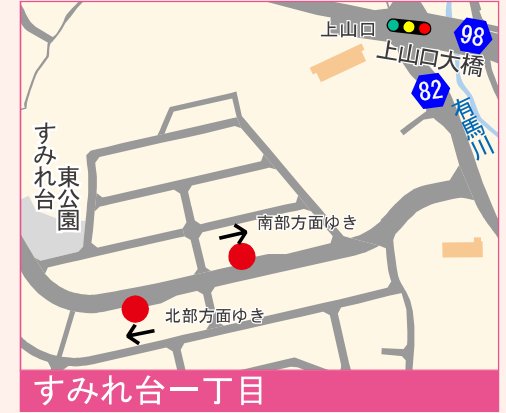 上山口
98
上山口大橋
82
有馬川
すみれ台
東公園
南部方面ゆき
北部方面ゆき
すみれ台一丁目